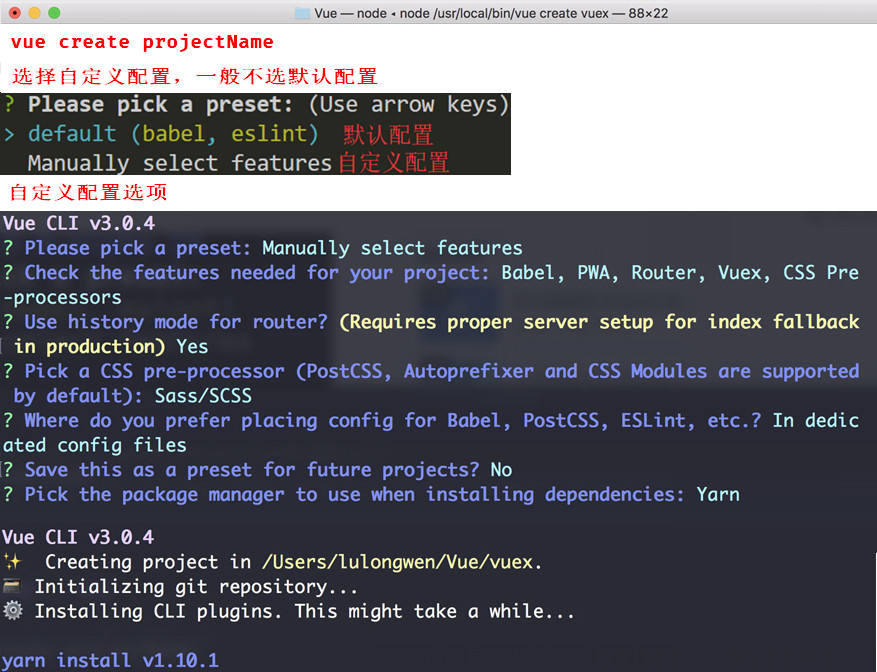 Vue — node ◂ node /usr/local/bin/vue create vuex — 88×22
vue create projectName
选择自定义配置，一般不选默认配置
? Please pick a preset: (Use arrow keys)
> default (babel, eslint) 默认配置
Manually select features 自定义配置
自定义配置选项
Vue CLI v3.0.4
? Please pick a preset: Manually select features
? Check the features needed for your project: Babel, PWA, Router, Vuex, CSS Pre
-processors
? Use history mode for router? (Requires proper server setup for index fallback
in production) Yes
? Pick a CSS pre-processor (PostCSS, Autoprefixer and CSS Modules are supported
by default): Sass/SCSS
? Where do you prefer placing config for Babel, PostCSS, ESLint, etc.? In dedic
ated config files
? Save this as a preset for future projects? No
? Pick the package manager to use when installing dependencies: Yarn
Vue CLI v3.0.4
✨ Creating project in /Users/lulongwen/Vue/vuex.
🗃 Initializing git repository...
⚙ Installing CLI plugins. This might take a while...
yarn install v1.10.1